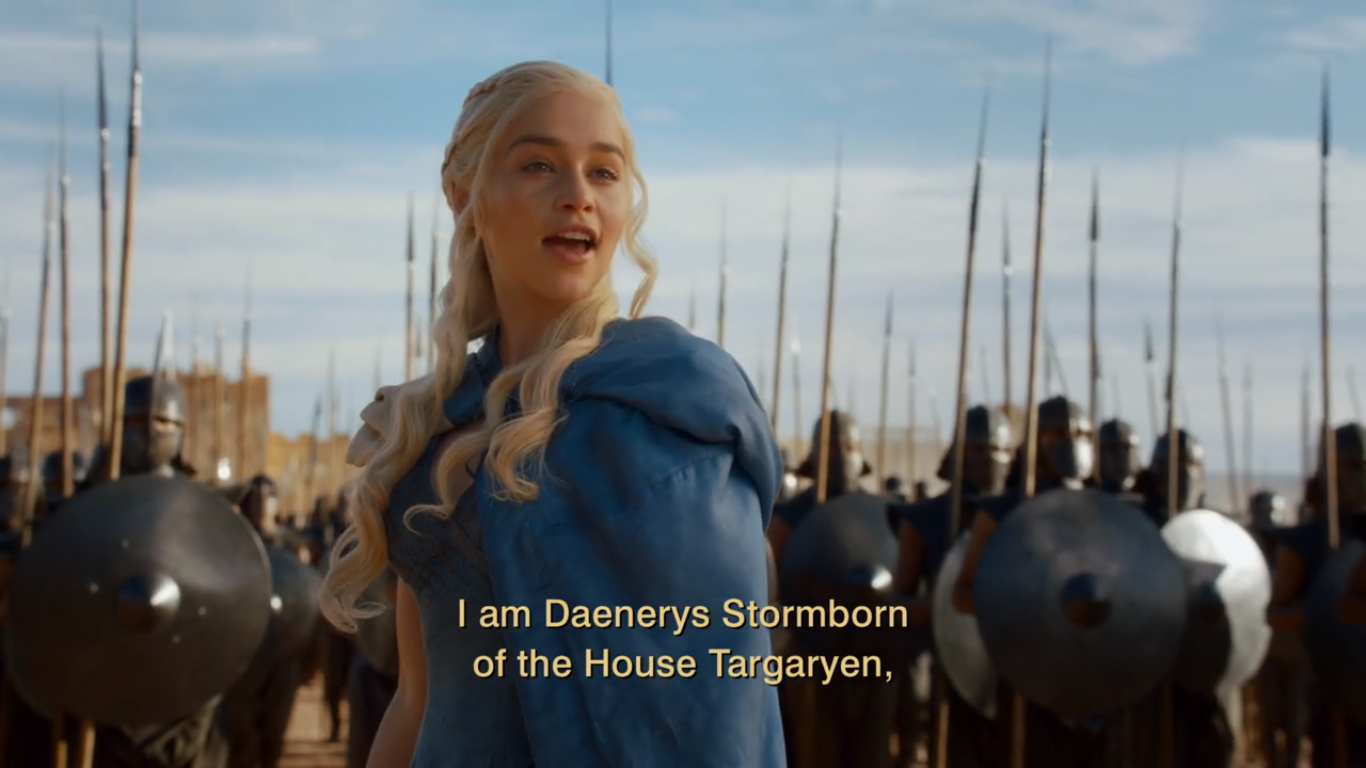 I am Daenerys Stormborn
of the House Targaryen,